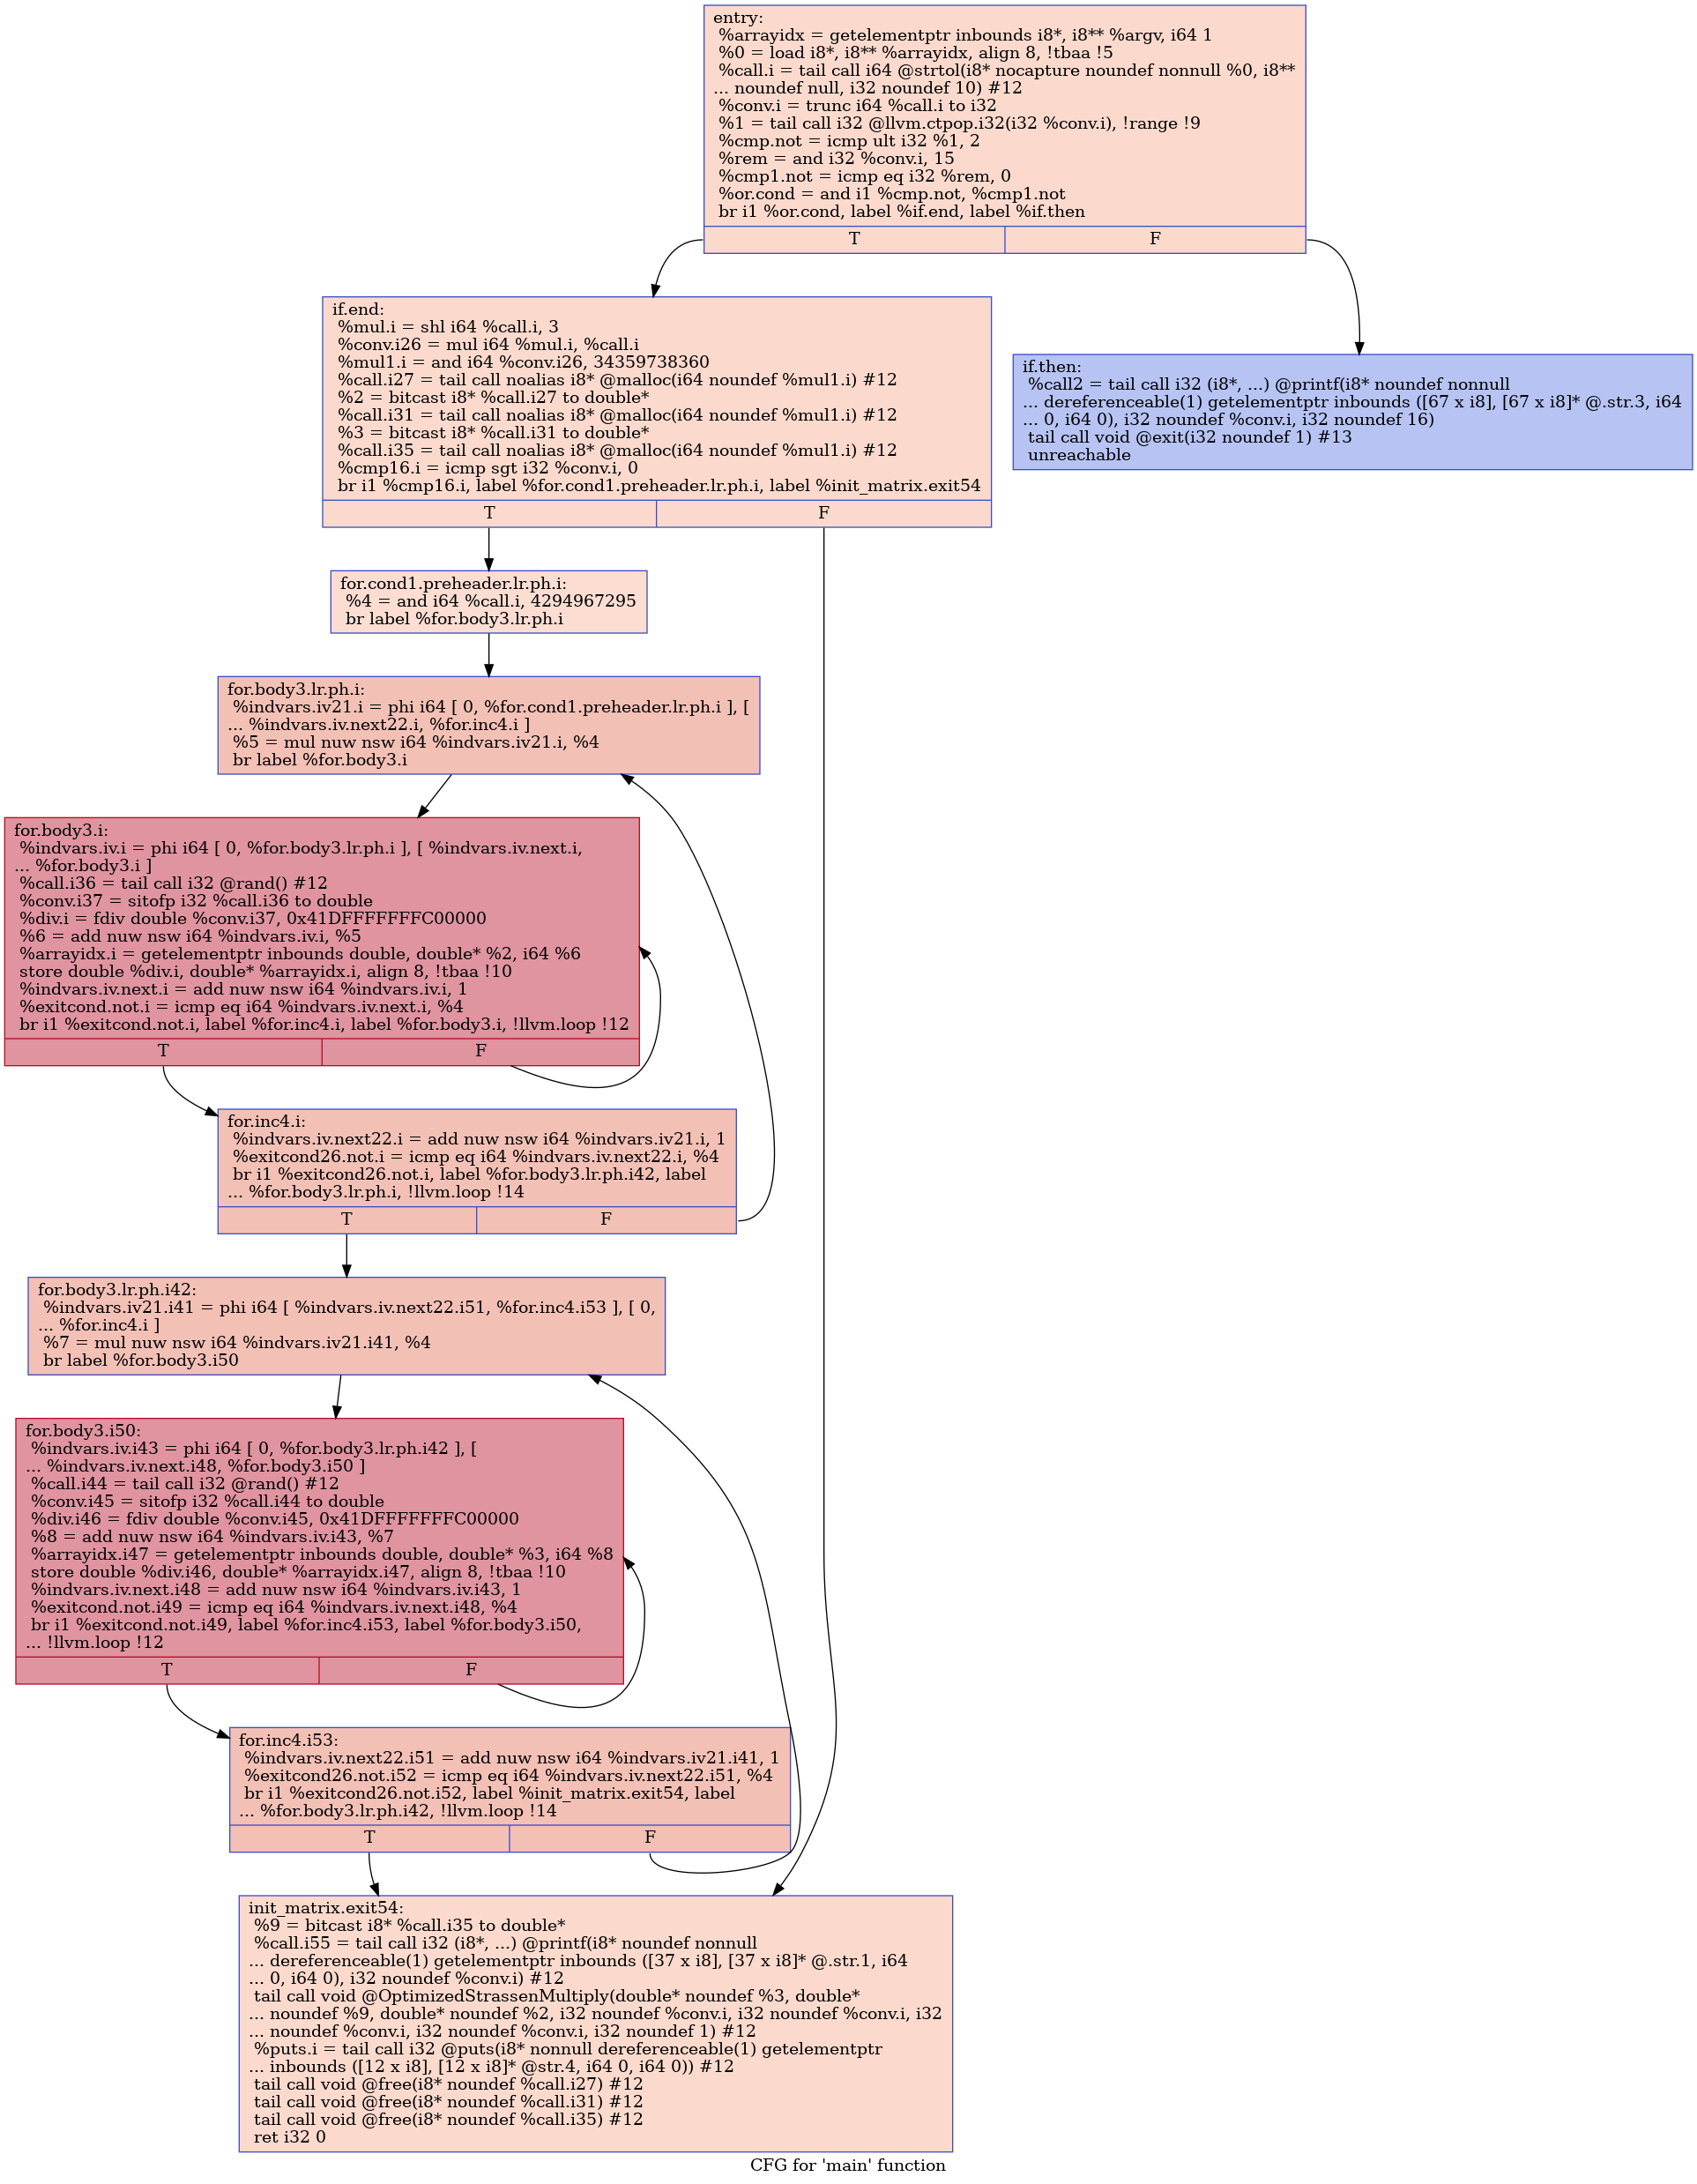 entry:
%arrayidx = getelementptr inbounds i8*, i8** %argv, i64 1
%0 = load i8*, i8** %arrayidx, align 8, !tbaa !5
%call.i = tail call i64 @strtol(i8* nocapture noundef nonnull %0, i8**
... noundef null, i32 noundef 10) #12
%conv.i = trunc i64 %call.i to i32
%1 = tail call i32 @llvm.ctpop.i32(i32 %conv.i), !range !9
%cmp.not = icmp ult i32 %1, 2
%rem = and i32 %conv.i, 15
%cmp1.not = icmp eq i32 %rem, 0
%or.cond = and i1 %cmp.not, %cmp1.not
br i1 %or.cond, label %if.end, label %if.then
T F
if.end:
%mul.i = shl i64 %call.i, 3
%conv.i26 = mul i64 %mul.i, %call.i
%mul1.i = and i64 %conv.i26, 34359738360
%call.i27 = tail call noalias i8* @malloc(i64 noundef %mul1.i) #12
%2 = bitcast i8* %call.i27 to double*
%call.i31 = tail call noalias i8* @malloc(i64 noundef %mul1.i) #12
%3 = bitcast i8* %call.i31 to double*
%call.i35 = tail call noalias i8* @malloc(i64 noundef %mul1.i) #12
%cmp16.i = icmp sgt i32 %conv.i, 0
br i1 %cmp16.i, label %for.cond1.preheader.lr.ph.i, label %init_matrix.exit54
T F
if.then:
%call2 = tail call i32 (i8*, ...) @printf(i8* noundef nonnull
... dereferenceable(1) getelementptr inbounds ([67 x i8], [67 x i8]* @.str.3, i64
... 0, i64 0), i32 noundef %conv.i, i32 noundef 16)
tail call void @exit(i32 noundef 1) #13
unreachable
for.cond1.preheader.lr.ph.i:
%4 = and i64 %call.i, 4294967295
br label %for.body3.lr.ph.i
for.body3.lr.ph.i:
%indvars.iv21.i = phi i64 [ 0, %for.cond1.preheader.lr.ph.i ], [
... %indvars.iv.next22.i, %for.inc4.i ]
%5 = mul nuw nsw i64 %indvars.iv21.i, %4
br label %for.body3.i
for.body3.i:
%indvars.iv.i = phi i64 [ 0, %for.body3.lr.ph.i ], [ %indvars.iv.next.i,
... %for.body3.i ]
%call.i36 = tail call i32 @rand() #12
%conv.i37 = sitofp i32 %call.i36 to double
%div.i = fdiv double %conv.i37, 0x41DFFFFFFFC00000
%6 = add nuw nsw i64 %indvars.iv.i, %5
%arrayidx.i = getelementptr inbounds double, double* %2, i64 %6
store double %div.i, double* %arrayidx.i, align 8, !tbaa !10
%indvars.iv.next.i = add nuw nsw i64 %indvars.iv.i, 1
%exitcond.not.i = icmp eq i64 %indvars.iv.next.i, %4
br i1 %exitcond.not.i, label %for.inc4.i, label %for.body3.i, !llvm.loop !12
T F
for.inc4.i:
%indvars.iv.next22.i = add nuw nsw i64 %indvars.iv21.i, 1
%exitcond26.not.i = icmp eq i64 %indvars.iv.next22.i, %4
br i1 %exitcond26.not.i, label %for.body3.lr.ph.i42, label
... %for.body3.lr.ph.i, !llvm.loop !14
T F
for.body3.lr.ph.i42:
%indvars.iv21.i41 = phi i64 [ %indvars.iv.next22.i51, %for.inc4.i53 ], [ 0,
... %for.inc4.i ]
%7 = mul nuw nsw i64 %indvars.iv21.i41, %4
br label %for.body3.i50
for.body3.i50:
%indvars.iv.i43 = phi i64 [ 0, %for.body3.lr.ph.i42 ], [
... %indvars.iv.next.i48, %for.body3.i50 ]
%call.i44 = tail call i32 @rand() #12
%conv.i45 = sitofp i32 %call.i44 to double
%div.i46 = fdiv double %conv.i45, 0x41DFFFFFFFC00000
%8 = add nuw nsw i64 %indvars.iv.i43, %7
%arrayidx.i47 = getelementptr inbounds double, double* %3, i64 %8
store double %div.i46, double* %arrayidx.i47, align 8, !tbaa !10
%indvars.iv.next.i48 = add nuw nsw i64 %indvars.iv.i43, 1
%exitcond.not.i49 = icmp eq i64 %indvars.iv.next.i48, %4
br i1 %exitcond.not.i49, label %for.inc4.i53, label %for.body3.i50,
... !llvm.loop !12
T F
for.inc4.i53:
%indvars.iv.next22.i51 = add nuw nsw i64 %indvars.iv21.i41, 1
%exitcond26.not.i52 = icmp eq i64 %indvars.iv.next22.i51, %4
br i1 %exitcond26.not.i52, label %init_matrix.exit54, label
... %for.body3.lr.ph.i42, !llvm.loop !14
T F
init_matrix.exit54:
%9 = bitcast i8* %call.i35 to double*
%call.i55 = tail call i32 (i8*, ...) @printf(i8* noundef nonnull
... dereferenceable(1) getelementptr inbounds ([37 x i8], [37 x i8]* @.str.1, i64
... 0, i64 0), i32 noundef %conv.i) #12
tail call void @OptimizedStrassenMultiply(double* noundef %3, double*
... noundef %9, double* noundef %2, i32 noundef %conv.i, i32 noundef %conv.i, i32
... noundef %conv.i, i32 noundef %conv.i, i32 noundef 1) #12
%puts.i = tail call i32 @puts(i8* nonnull dereferenceable(1) getelementptr
... inbounds ([12 x i8], [12 x i8]* @str.4, i64 0, i64 0)) #12
tail call void @free(i8* noundef %call.i27) #12
tail call void @free(i8* noundef %call.i31) #12
tail call void @free(i8* noundef %call.i35) #12
ret i32 0
CFG for 'main' function